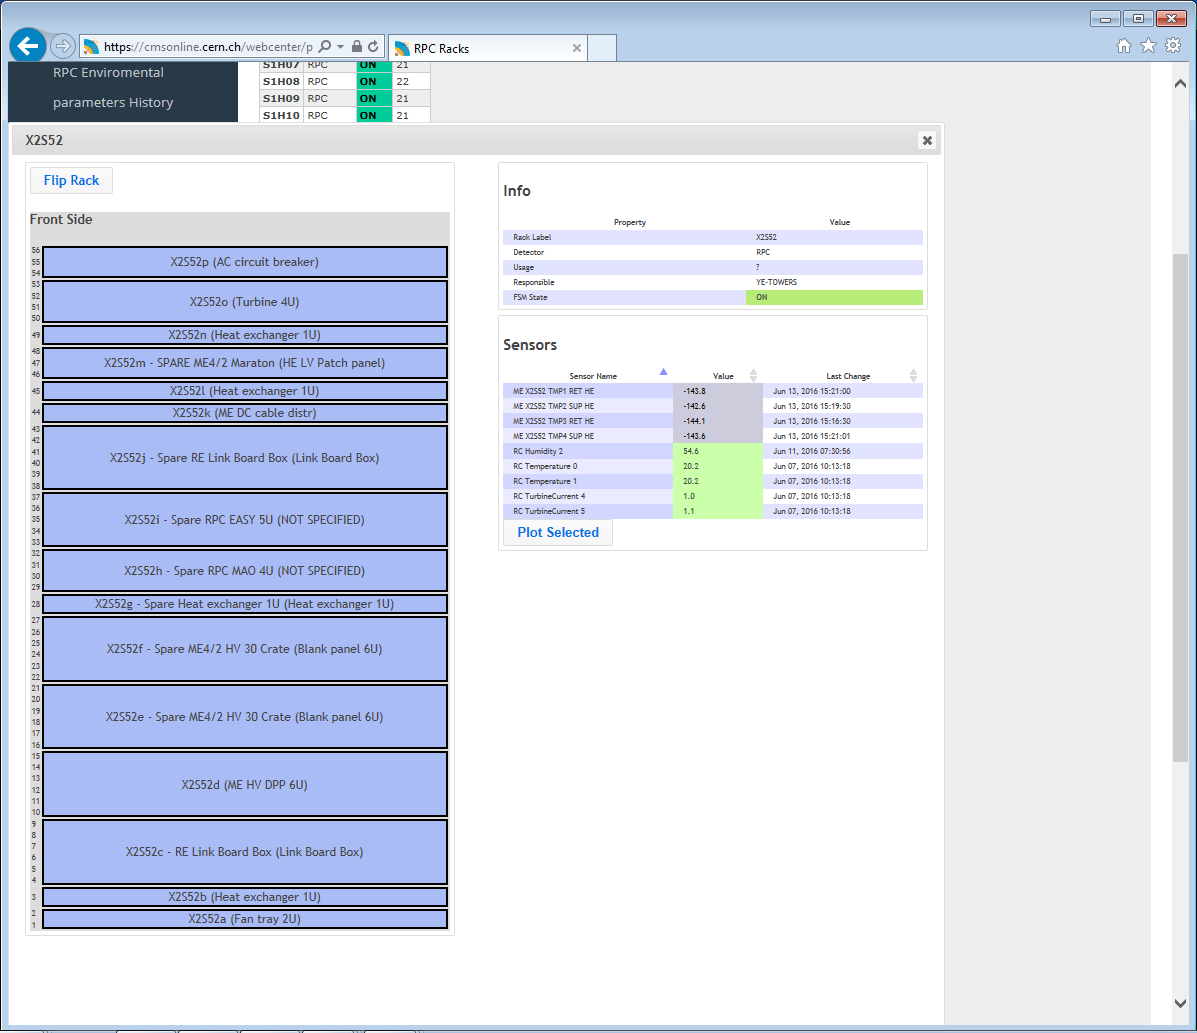 https://cmsonline.cern.ch/webcenter/p
RPC Racks
RPC Enviromental
parameters History
S1H07 RPC ON 21
S1H08 RPC ON 22
S1H09 RPC ON 21
S1H10 RPC ON 21
X2S52
Flip Rack
Front Side
56
55
54
X2S52p (AC circuit breaker)
53
52
51
50
X2S52o (Turbine 4U)
49
X2S52n (Heat exchanger 1U)
48
47
46
X2S52m - SPARE ME4/2 Maraton (HE LV Patch panel)
45
X2S52l (Heat exchanger 1U)
44
X2S52k (ME DC cable distr)
43
42
41
40
39
38
X2S52j - Spare RE Link Board Box (Link Board Box)
37
36
35
34
33
X2S52i - Spare RPC EASY 5U (NOT SPECIFIED)
32
31
30
29
X2S52h - Spare RPC MAO 4U (NOT SPECIFIED)
28
X2S52g - Spare Heat exchanger 1U (Heat exchanger 1U)
27
26
25
24
23
22
X2S52f - Spare ME4/2 HV 30 Crate (Blank panel 6U)
21
20
19
18
17
16
X2S52e - Spare ME4/2 HV 30 Crate (Blank panel 6U)
15
14
13
12
11
10
X2S52d (ME HV DPP 6U)
9
8
7
6
5
4
X2S52c - RE Link Board Box (Link Board Box)
3
X2S52b (Heat exchanger 1U)
2
1
X2S52a (Fan tray 2U)
Info
Property Value
Rack Label X2S52
Detector RPC
Usage ?
Responsible YE-TOWERS
FSM State ON
Sensors
Sensor Name Value Last Change
ME X2S52 TMP1 RET HE -143.8 Jun 13, 2016 15:21:00
ME X2S52 TMP2 SUP HE -142.6 Jun 13, 2016 15:19:30
ME X2S52 TMP3 RET HE -144.1 Jun 13, 2016 15:16:30
ME X2S52 TMP4 SUP HE -143.6 Jun 13, 2016 15:21:01
RC Humidity 2 54.6 Jun 11, 2016 07:30:56
RC Temperature 0 20.2 Jun 07, 2016 10:13:18
RC Temperature 1 20.2 Jun 07, 2016 10:13:18
RC TurbineCurrent 4 1.0 Jun 07, 2016 10:13:18
RC TurbineCurrent 5 1.1 Jun 07, 2016 10:13:18
Plot Selected